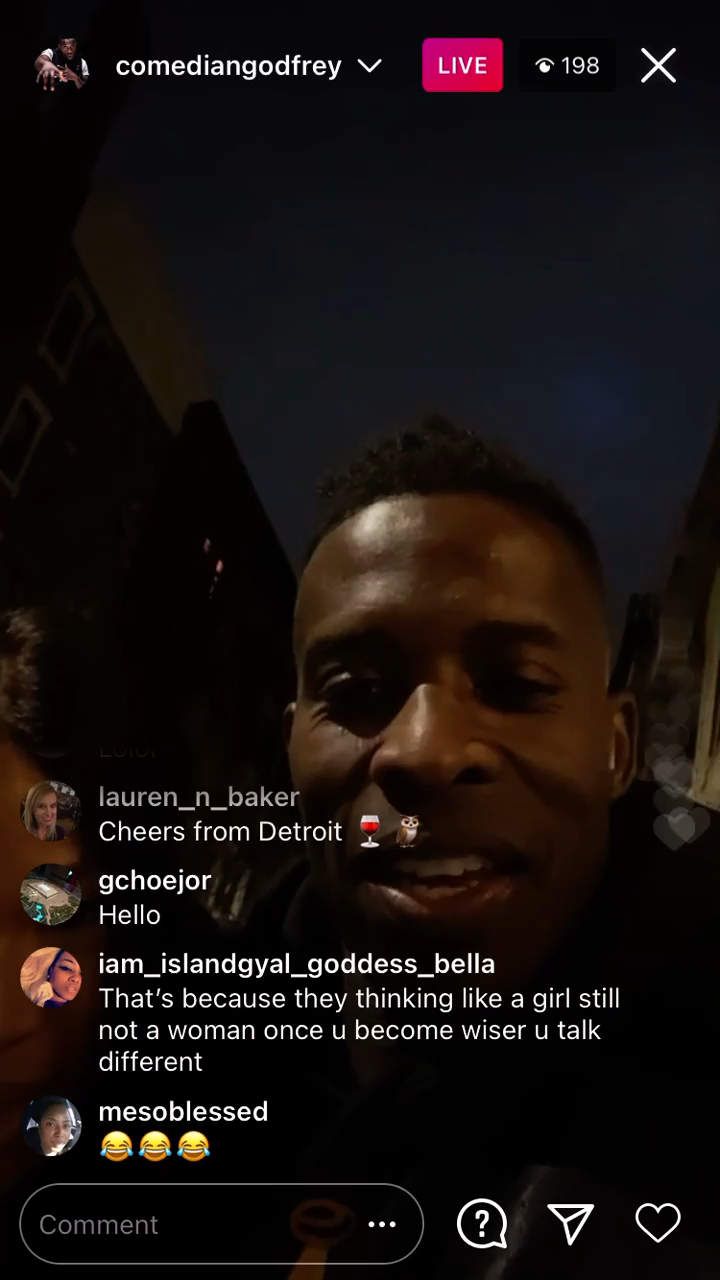 comediangodfrey
LIVE
198
lauren_n_baker
Cheers from Detroit 🍷 🦉
gchoejor
Hello
iam_islandgyal_goddess_bella
That's because they thinking like a girl still
not a woman once u become wiser u talk
different
mesoblessed
😂😂😂
Comment